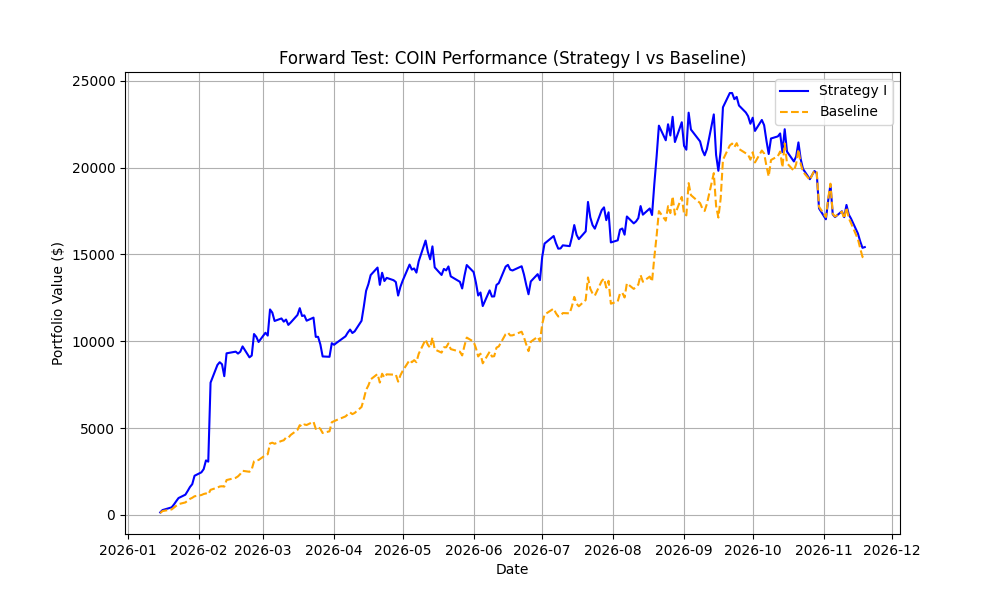 Forward Test: COIN Performance (Strategy I vs Baseline)
Strategy I
Baseline
Portfolio Value ($)
25000
20000
15000
10000
5000
0
2026-01 2026-02 2026-03 2026-04 2026-05 2026-06 2026-07 2026-08 2026-09 2026-10 2026-11 2026-12
Date